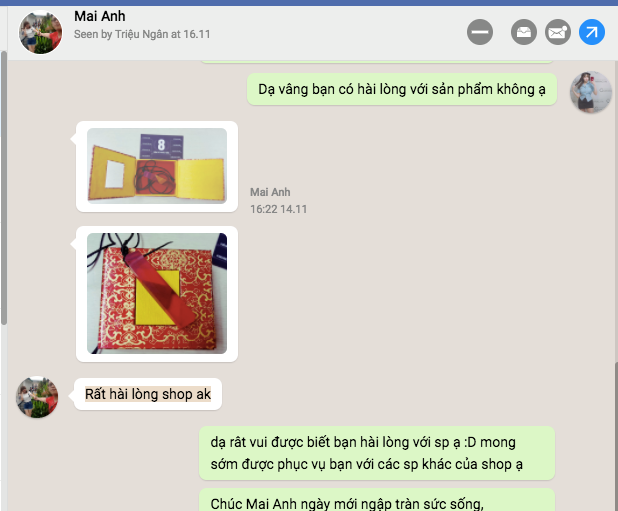 Mai Anh
Seen by Triệu Ngân at 16.11
Dạ vâng bạn có hài lòng với sản phẩm không ạ
8
Mai Anh
16:22 14.11
Rất hài lòng shop ak
dạ rât vui được biết bạn hài lòng với sp ạ :D mong
sớm được phục vụ bạn với các sp khác của shop ạ
Chúc Mai Anh ngày mới ngập tràn sức sống,